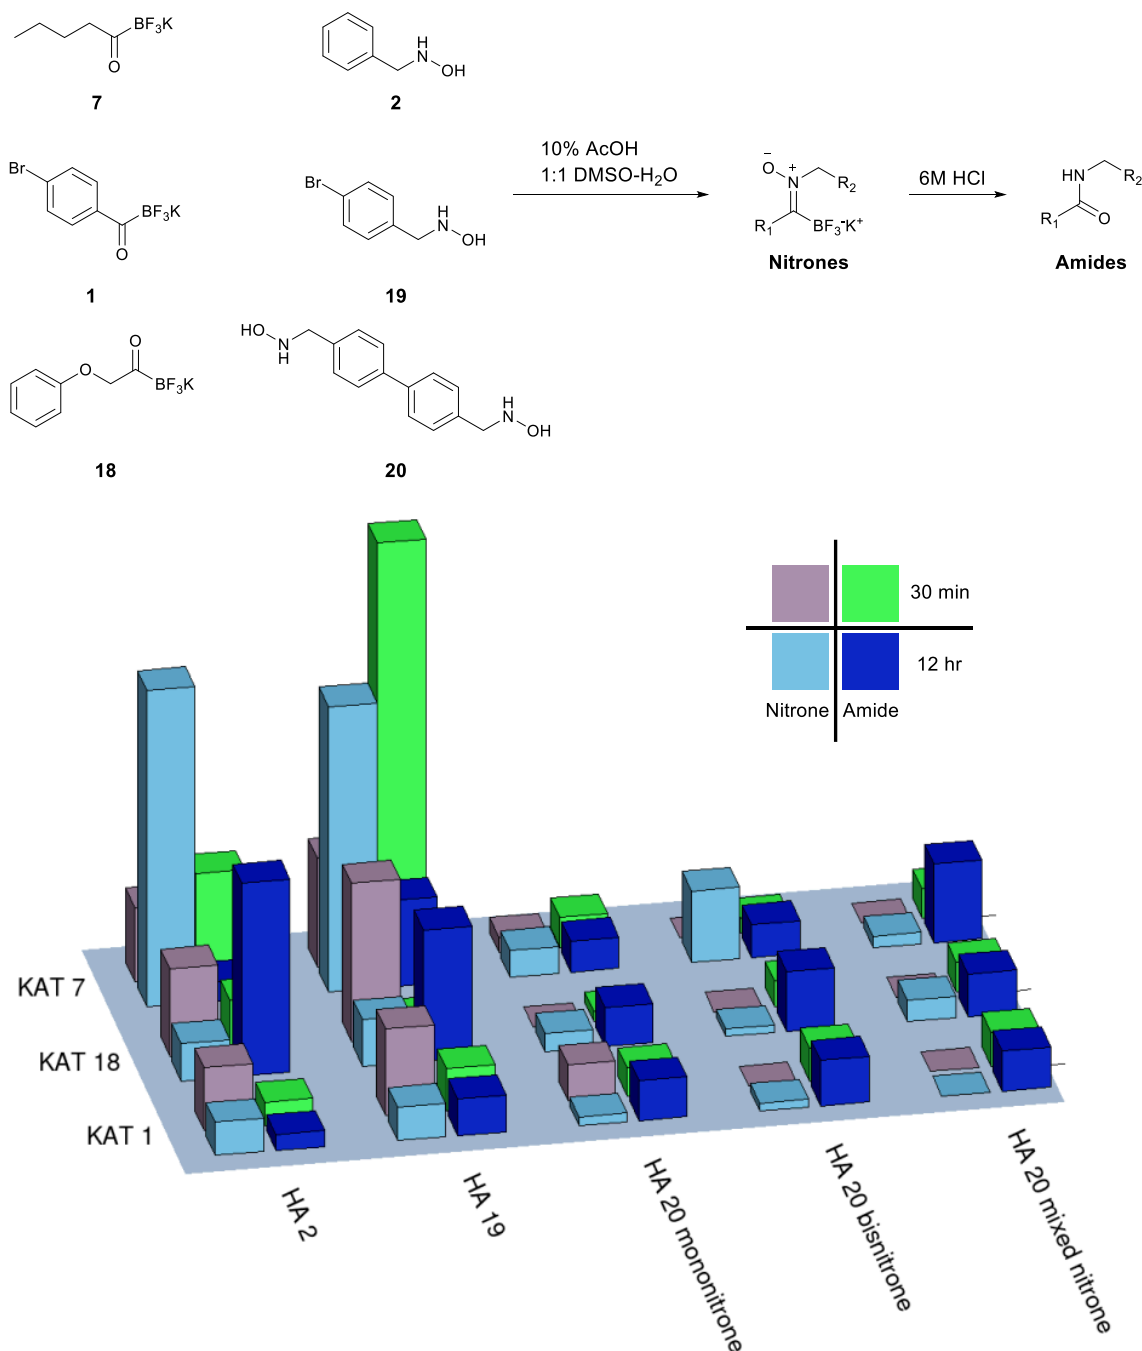 BF3K
O
7
H
N
OH
2
Br
BF3K
O
1
Br
H
N
OH
19
O
O
BF3K
18
HO
N
H
H
N
OH
20
10% AcOH
1:1 DMSO-H2O
−
O
+
N
R2
R1
BF3-K+
Nitrones
6M HCl
HN
R2
R1
O
Amides
30 min
12 hr
Nitrone Amide
KAT 7
KAT 18
KAT 1
HA 2
HA 19
HA 20 mononitrone
HA 20 bisnitrone
HA 20 mixed nitrone